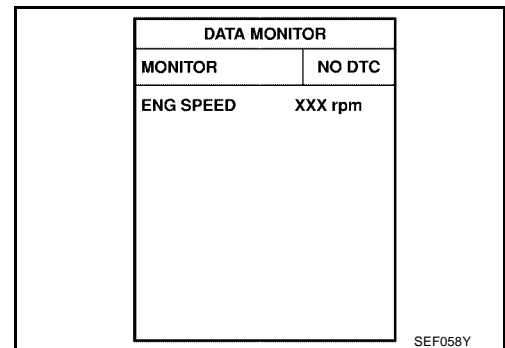 DATA MONITOR
MONITOR NO DTC
ENG SPEED XXX rpm
SEF058Y